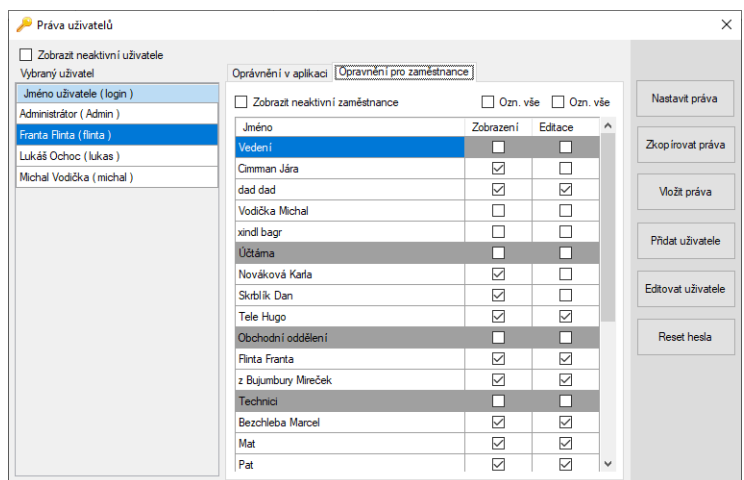 Práva uživatelů
Zobrazit neaktivní uživatele
Vybraný uživatel
Jméno uživatele ( login )
Administrátor ( Admin )
Franta Flinta ( flinta )
Lukáš Ochoc ( lukas )
Michal Vodička ( michal )
Oprávnění v aplikaci Opravnění pro zaměstnance
Zobrazit neaktivní zaměstnance Ozn. vše Ozn. vše
Jméno Zobrazení Editace
Vedení
Cimrman Jára
dad dad
Vodička Michal
xindl bagr
Účtárna
Nováková Karla
Skrblík Dan
Tele Hugo
Obchodní oddělení
Flinta Franta
z Bujumbury Mireček
Technici
Bezchleba Marcel
Mat
Pat
Nastavit práva
Zkopírovat práva
Vložit práva
Přidat uživatele
Editovat uživatele
Reset hesla